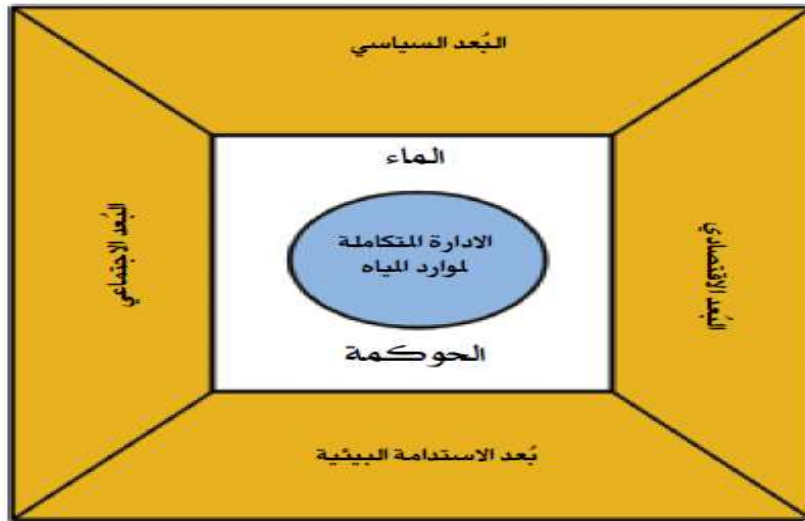 البُعد السياسي
الماء
البُعد الاقتصادي
الادارة المتكاملة
لموارد المياه
البُعد الاجتماعي
الحوكمة
بُعد الاستدامة البيئية